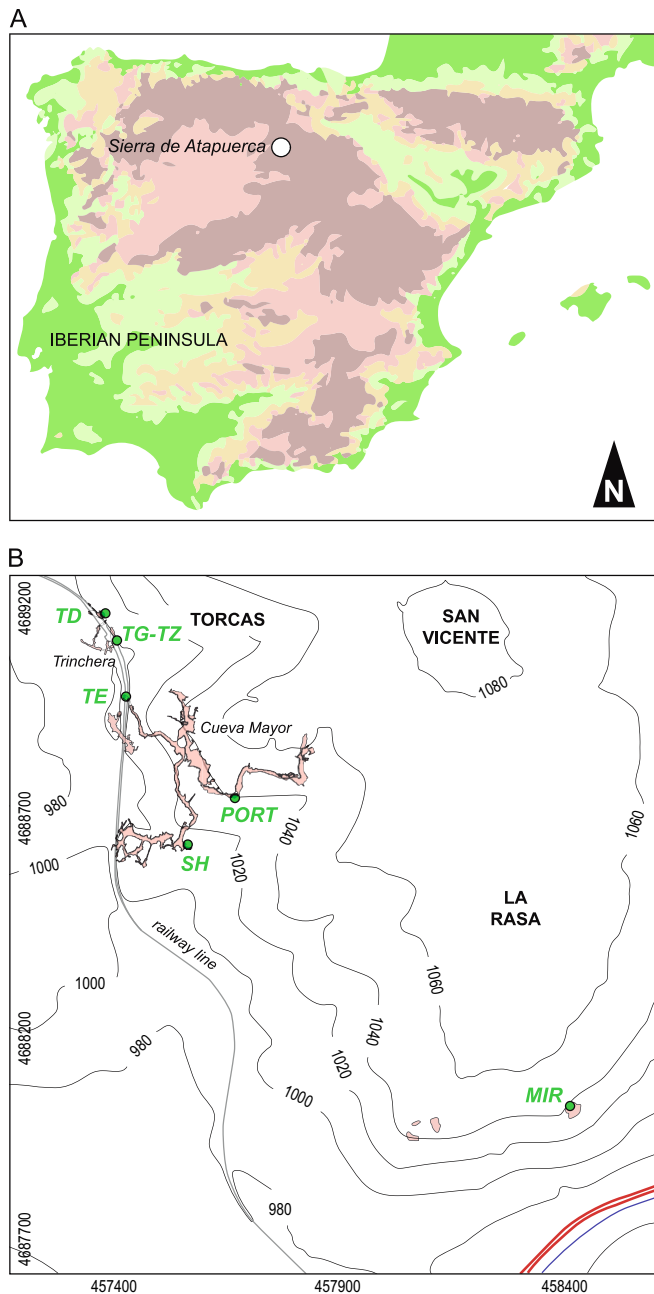 A
Sierra de Atapuerca
IBERIAN PENINSULA
N
B
4689200
TD
TORCAS
SAN
VICENTE
TG-TZ
Trinchera
1080
TE
Cueva Mayor
980
4688700
PORT
1040
1060
SH
1020
1000
LA
RASA
railway line
1060
1000
4688200
980
1040
1020
1000
MIR
980
4687700
457400
457900
458400